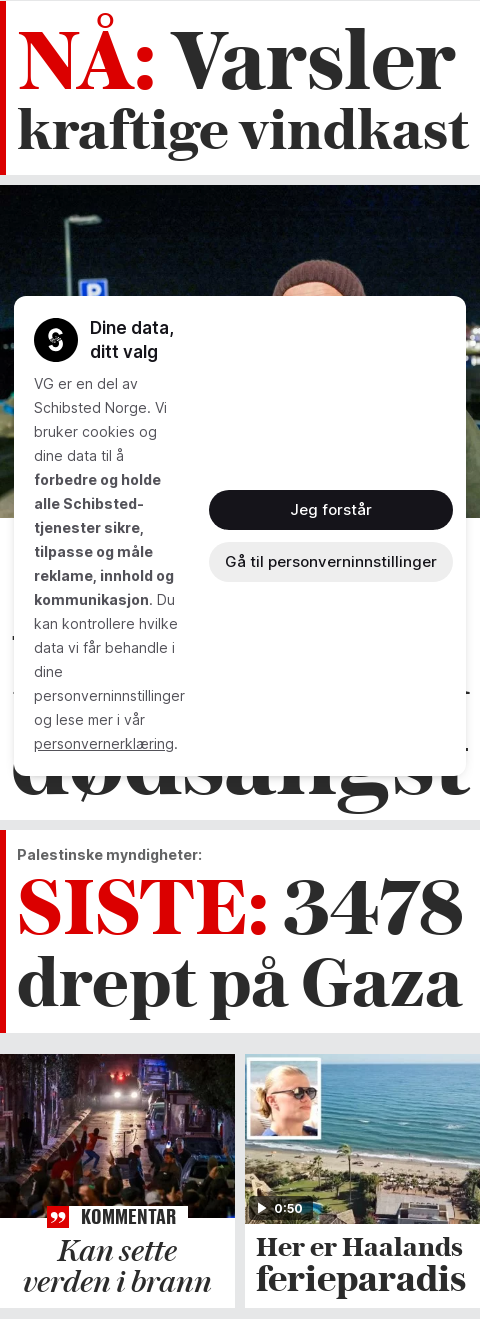 NÅ: Varsler
kraftige vindkast
P
Dine data,
ditt valg
VG er en del av
Schibsted Norge. Vi
bruker cookies og
dine data til å
forbedre og holde
alle Schibsted-
tjenester sikre,
tilpasse og måle
reklame, innhold og
kommunikasjon. Du
kan kontrollere hvilke
data vi får behandle i
dine
personverninnstillinger
og lese mer i vår
personvernerklæring.
Jeg forstår
Gå til personverninnstillinger
dødsangst
Palestinske myndigheter:
SISTE: 3478
drept på Gaza
KOMMENTAR
Kan sette
verden i brann
0:50
Her er Haalands
ferieparadis